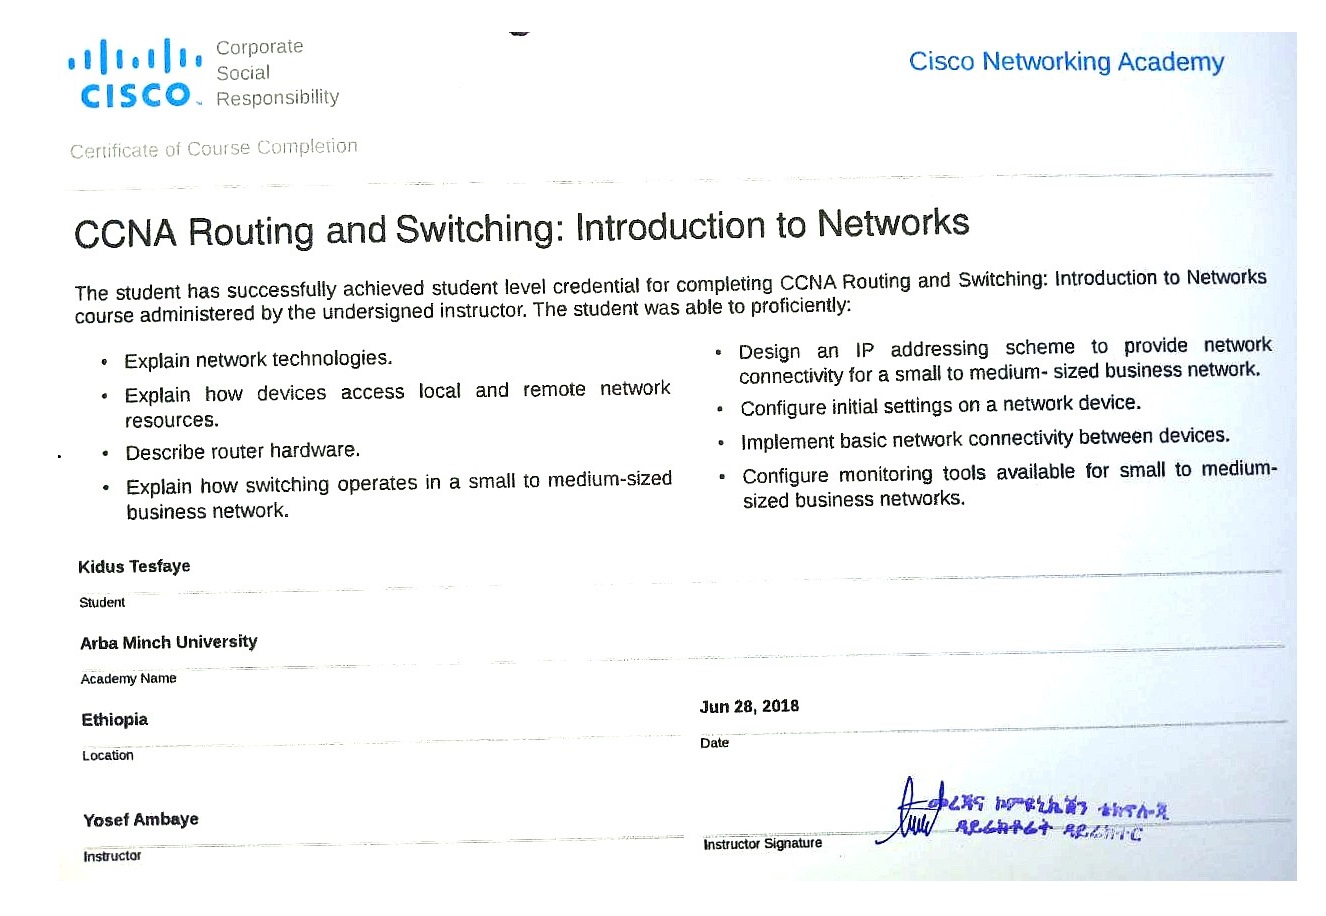 Corporate
Social
Responsibility
CISCO
Cisco Networking Academy
Certificate of Course Completion
CCNA Routing and Switching: Introduction to Networks
The student has successfully achieved student level credential for completing CCNA Routing and Switching: Introduction to Networks
course administered by the undersigned instructor. The student was able to proficiently:
• Explain network technologies.
• Explain how devices access local and remote network
resources.
• Describe router hardware.
• Explain how switching operates in a small to medium-sized
business network.
• Design an IP addressing scheme to provide network
connectivity for a small to medium- sized business network.
• Configure initial settings on a network device.
• Implement basic network connectivity between devices.
• Configure monitoring tools available for small to medium-
sized business networks.
Kidus Tesfaye
Student
Arba Minch University
Academy Name
Ethiopia
Location
Jun 28, 2018
Date
Yosef Ambaye
Instructor
Instructor Signature
ዳይሬክተር